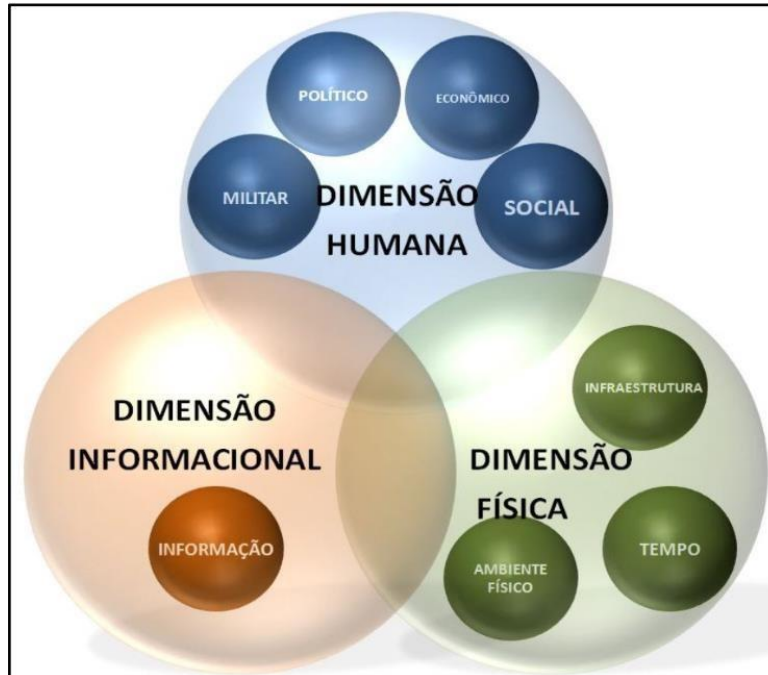 POLÍTICO
ECONÔMICO
MILITAR
SOCIAL
DIMENSÃO
HUMANA
INFRAESTRUTURA
DIMENSÃO
INFORMACIONAL
INFORMAÇÃO
DIMENSÃO
FÍSICA
TEMPO
AMBIENTE
FÍSICO